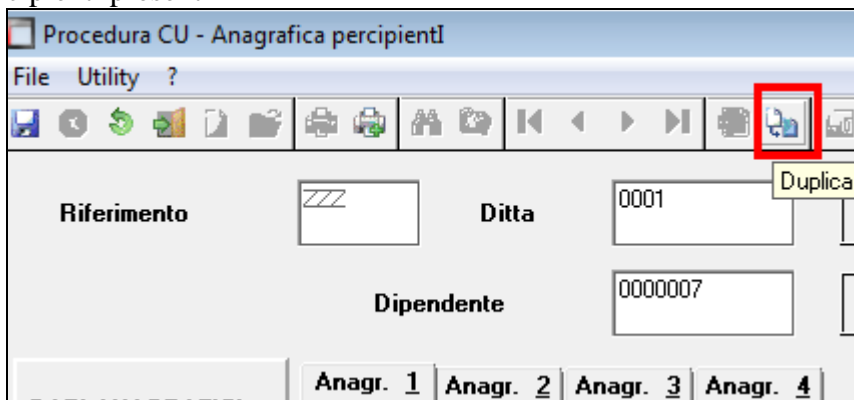 Procedura CU - Anagrafica percipientI
File Utility ?
Duplica
Riferimento ZZZ Ditta 0001
Dipendente 0000007
Anagr. 1 Anagr. 2 Anagr. 3 Anagr. 4